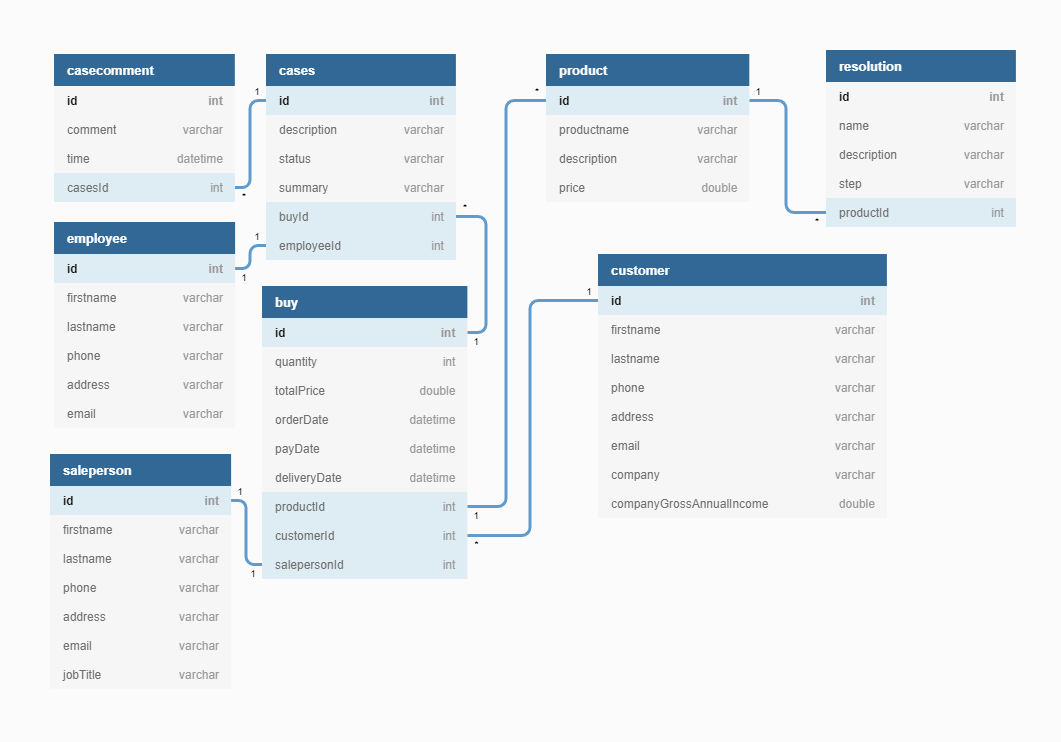 casecomment
id int
comment varchar
time datetime
casesId int
cases
id int
description varchar
status varchar
summary varchar
buyId int
employeeId int
product
id int
productname varchar
description varchar
price double
resolution
id int
name varchar
description varchar
step varchar
productId int
employee
id int
firstname varchar
lastname varchar
phone varchar
address varchar
email varchar
buy
id int
quantity int
totalPrice double
orderDate datetime
payDate datetime
deliveryDate datetime
productId int
customerId int
salepersonId int
customer
id int
firstname varchar
lastname varchar
phone varchar
address varchar
email varchar
company varchar
companyGrossAnnualIncome double
saleperson
id int
firstname varchar
lastname varchar
phone varchar
address varchar
email varchar
jobTitle varchar
1
*
1
1
*
1
*
1
1
*
1
*
1
1